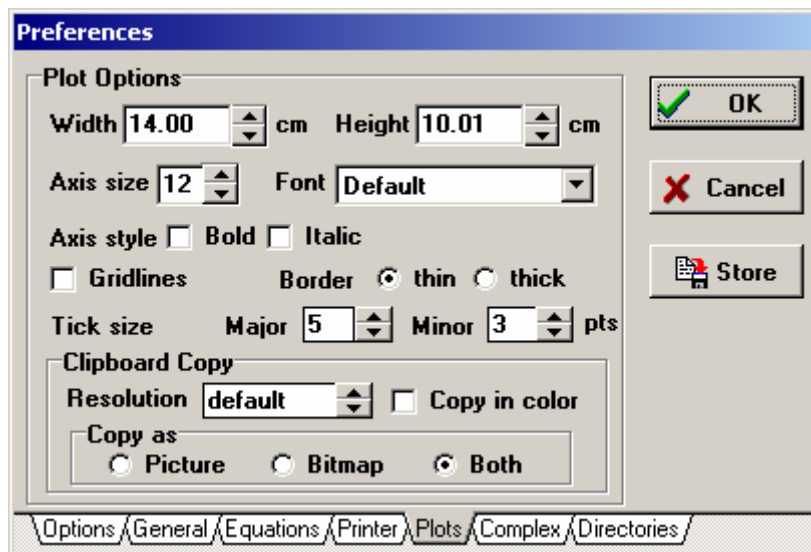 Preferences
Plot Options
Width 14.00 cm Height 10.01 cm
Axis size 12 Font Default
Axis style Bold Italic
Gridlines Border thin thick
Tick size Major 5 Minor 3 pts
Clipboard Copy
Resolution default Copy in color
Copy as
Picture Bitmap Both
OK
Cancel
Store
Options General Equations Printer Plots Complex Directories